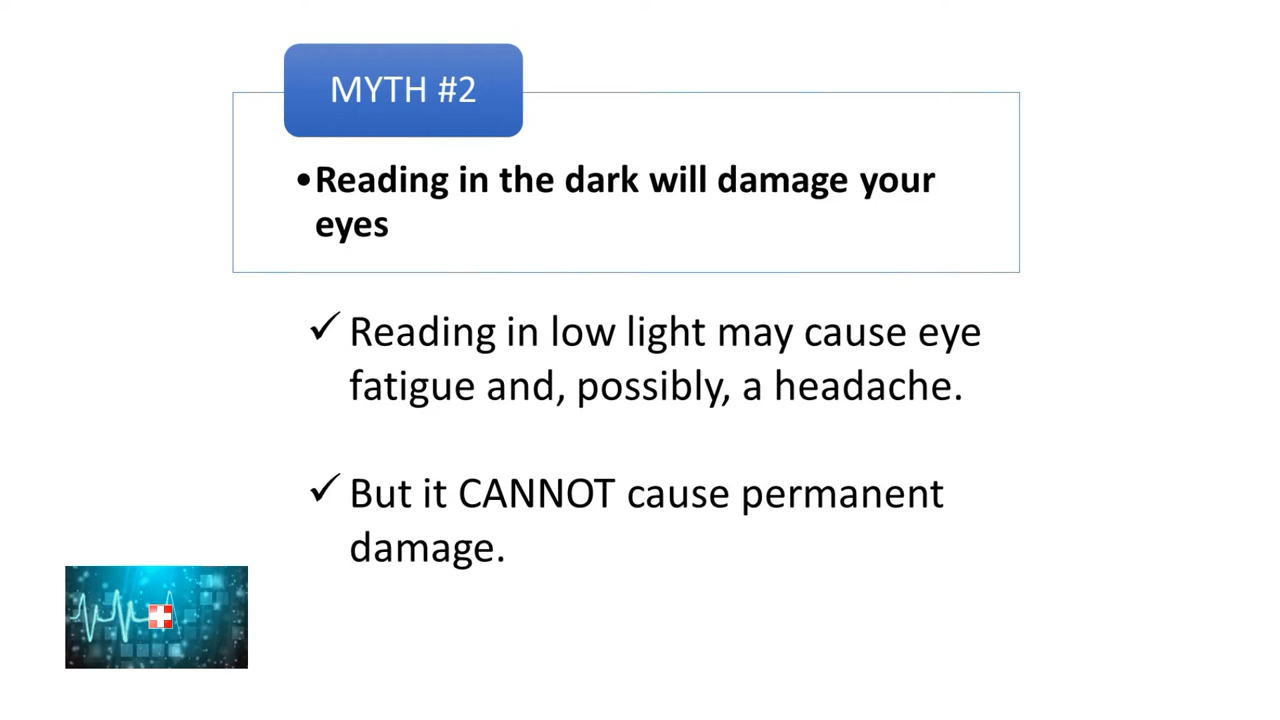 MYTH #2
•Reading in the dark will damage your
eyes
✓ Reading in low light may cause eye
fatigue and, possibly, a headache.
✓ But it CANNOT cause permanent
damage.